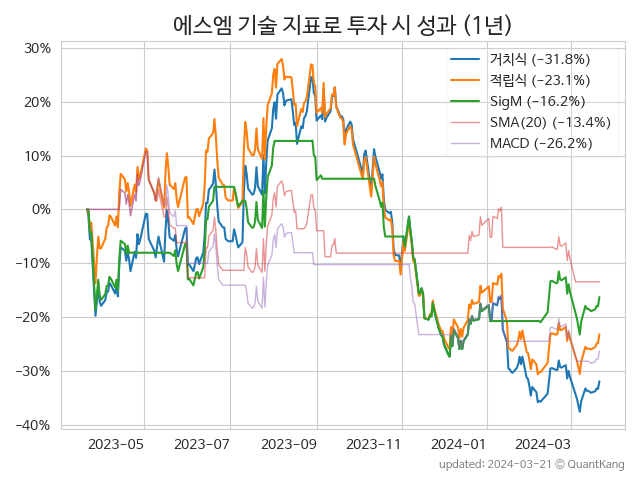 에스엠 기술 지표로 투자 시 성과 (1년)
30%
20%
10%
0%
−10%
−20%
−30%
−40%
거치식 (−31.8%)
적립식 (−23.1%)
SigM (−16.2%)
SMA(20) (−13.4%)
MACD (−26.2%)
2023−05
2023−07
2023−09
2023−11
2024−01
2024−03
updated: 2024−03−21 © QuantKang